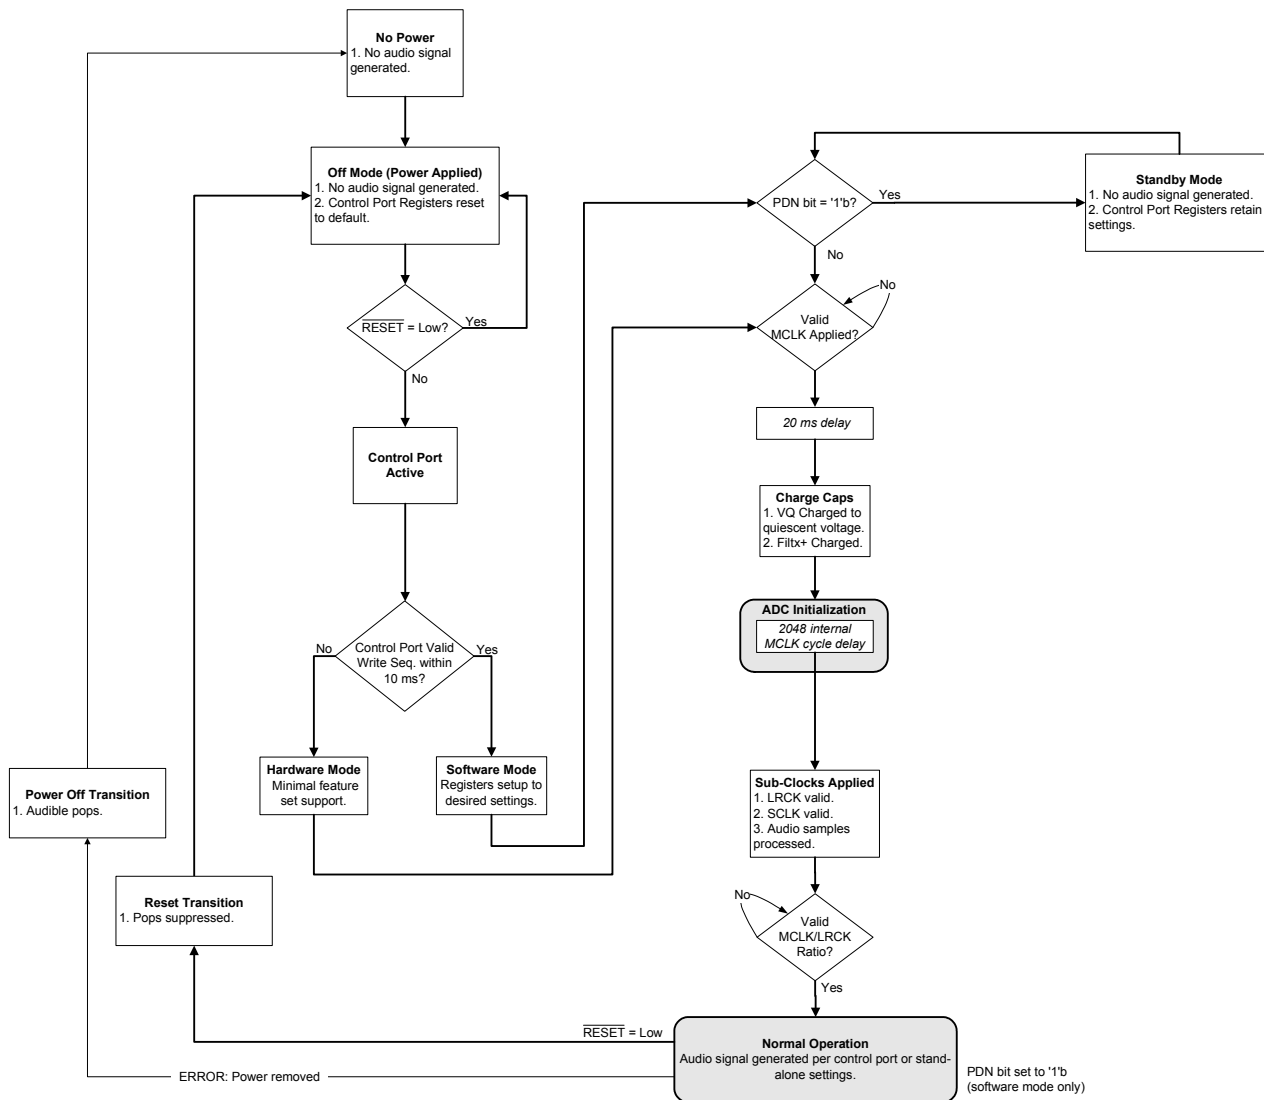 No Power
1. No audio signal
generated.
Off Mode (Power Applied)
1. No audio signal generated.
2. Control Port Registers reset
to default.
RESET = Low?
Yes
No
Control Port
Active
Control Port Valid
Write Seq. within
10 ms?
No
Yes
Hardware Mode
Minimal feature
set support.
Software Mode
Registers setup to
desired settings.
Power Off Transition
1. Audible pops.
Reset Transition
1. Pops suppressed.
PDN bit = '1'b?
Yes
No
Standby Mode
1. No audio signal generated.
2. Control Port Registers retain
settings.
Valid
MCLK Applied?
No
20 ms delay
Charge Caps
1. VQ Charged to
quiescent voltage.
2. Filtx+ Charged.
ADC Initialization
2048 internal
MCLK cycle delay
Sub-Clocks Applied
1. LRCK valid.
2. SCLK valid.
3. Audio samples
processed.
No
Valid
MCLK/LRCK
Ratio?
Yes
RESET = Low
Normal Operation
Audio signal generated per control port or stand-
alone settings.
ERROR: Power removed
PDN bit set to '1'b
(software mode only)